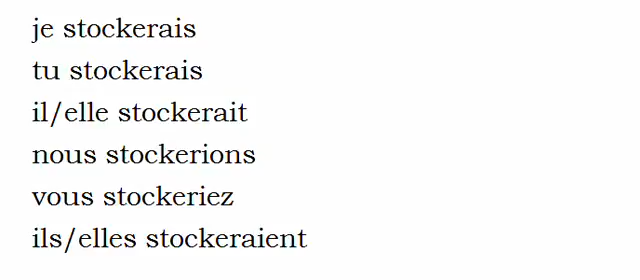 je stockerais
tu stockerais
il/elle stockerait
nous stockerions
vous stockeriez
ils/elles stockeraient